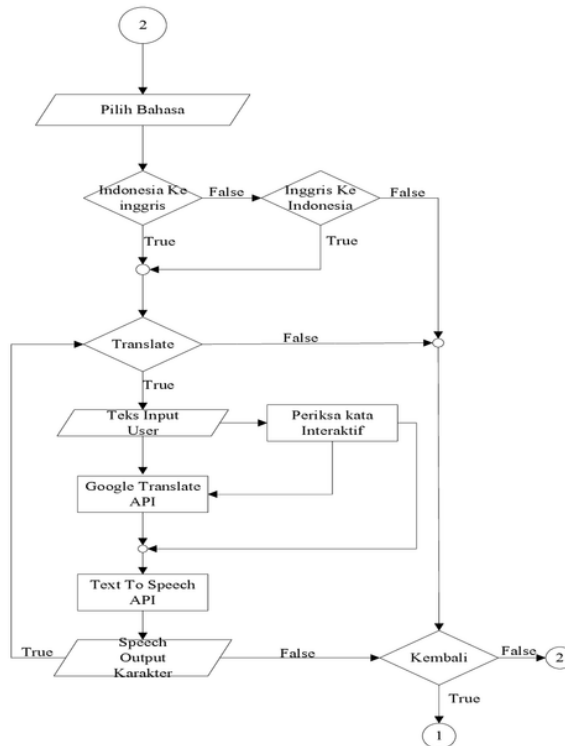 2
Pilih Bahasa
Indonesia Ke
inggris
False
Inggris Ke
Indonesia
False
True
True
Translate
False
True
Teks Input
User
Periksa kata
Interaktif
Google Translate
API
Text To Speech
API
True
Speech
Output
Karakter
False
Kembali
False
2
True
1